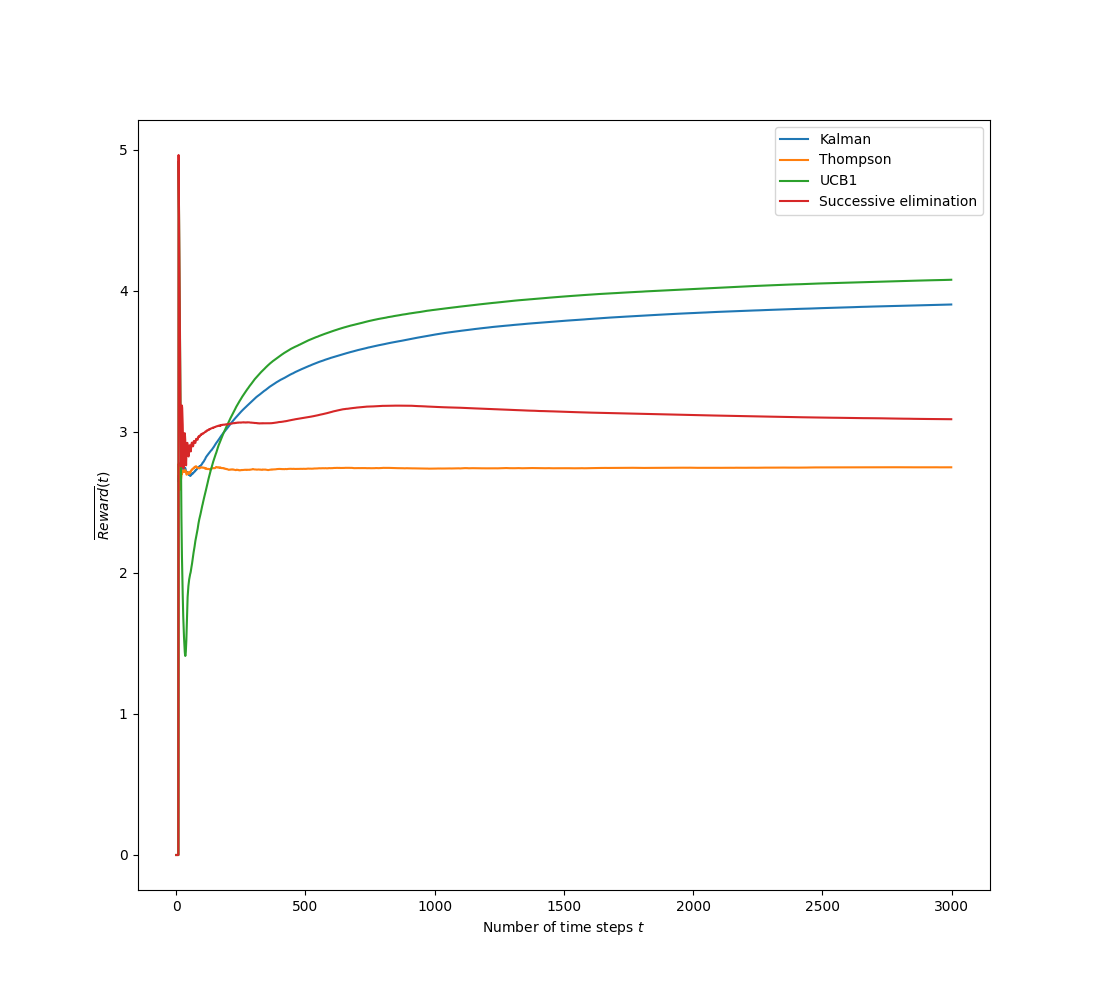 5
4
3
2
1
0
Reward(t)
0 500 1000 1500 2000 2500 3000
Number of time steps t
Kalman
Thompson
UCB1
Successive elimination